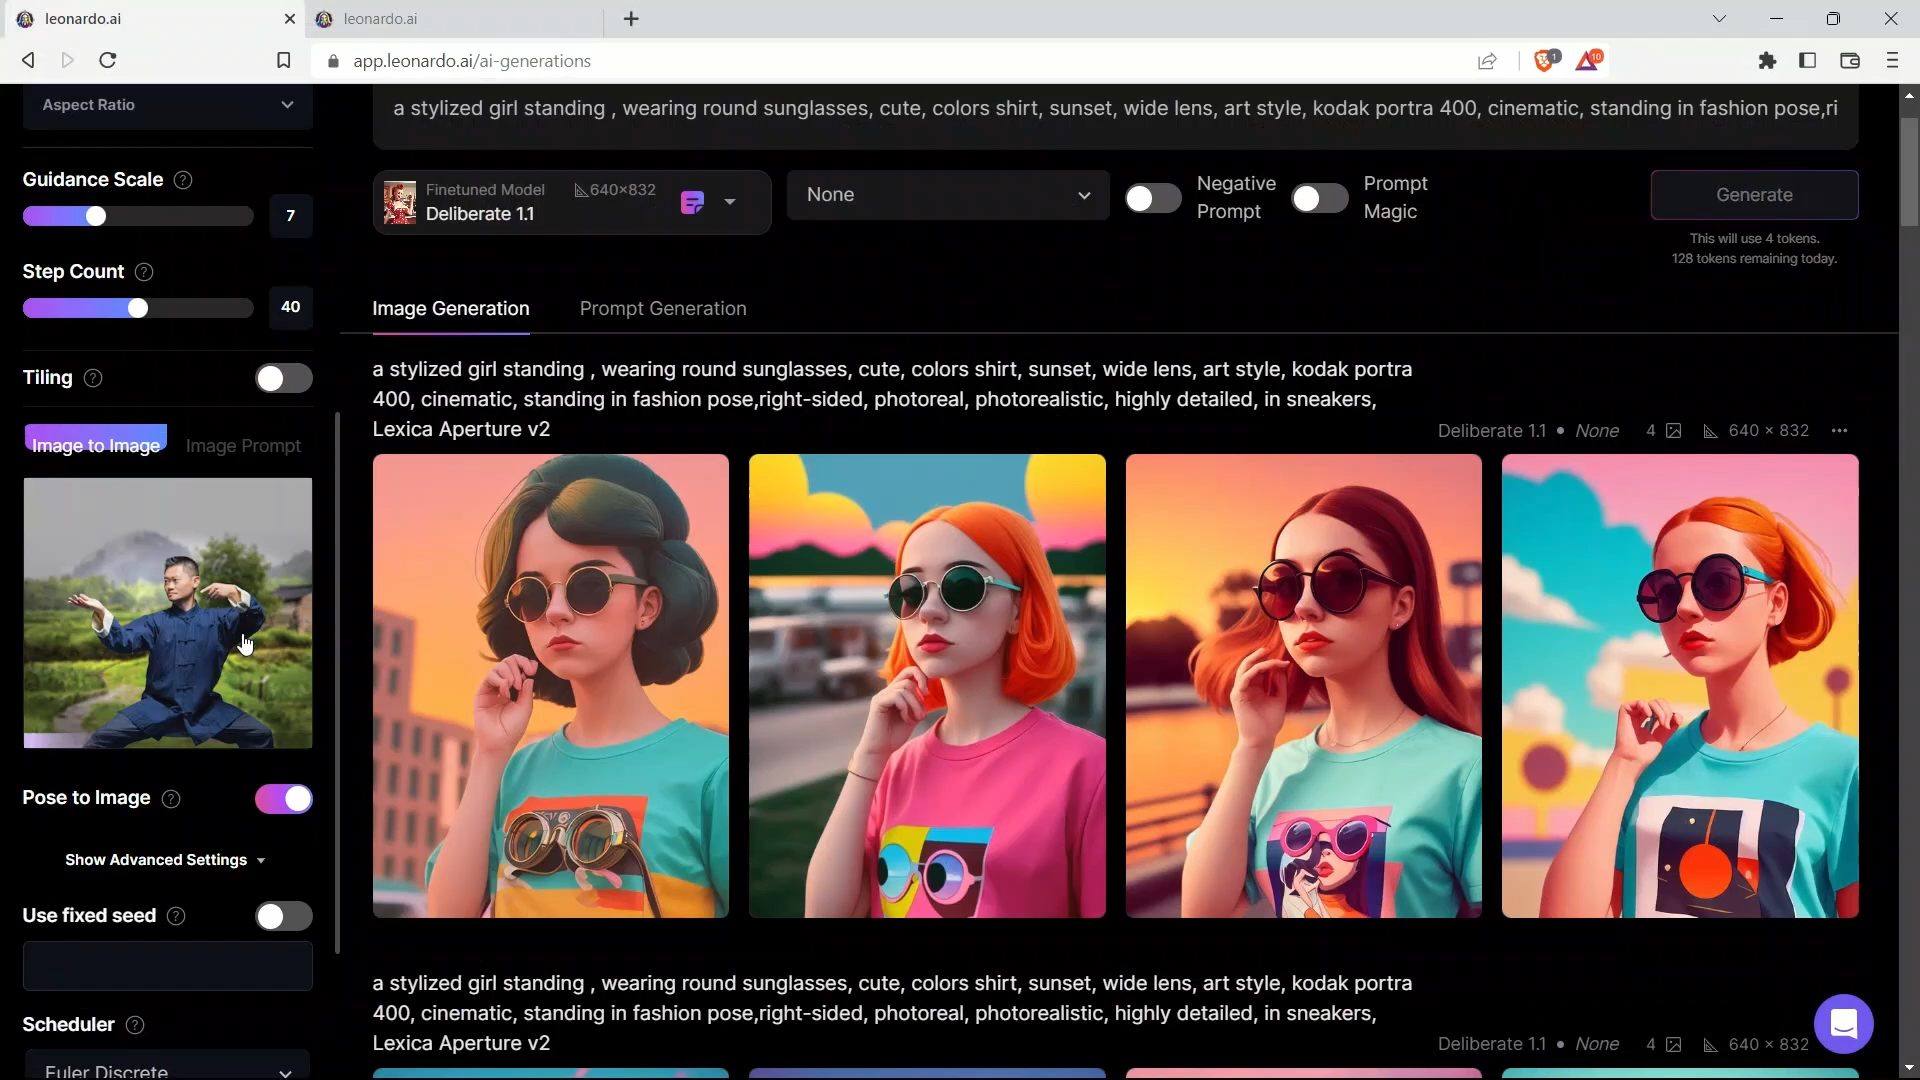 leonardo.ai
leonardo.ai
app.leonardo.ai/ai-generations
1
10
Aspect Ratio
Guidance Scale
7
Step Count
40
Tiling
Image to Image
Image Prompt
Pose to Image
Show Advanced Settings
Use fixed seed
Scheduler
Euler Discrete
a stylized girl standing , wearing round sunglasses, cute, colors shirt, sunset, wide lens, art style, kodak portra 400, cinematic, standing in fashion pose,ri
Finetuned Model
640×832
Deliberate 1.1
None
Negative
Prompt
Prompt
Magic
Generate
This will use 4 tokens.
128 tokens remaining today.
Image Generation
Prompt Generation
a stylized girl standing , wearing round sunglasses, cute, colors shirt, sunset, wide lens, art style, kodak portra
400, cinematic, standing in fashion pose,right-sided, photoreal, photorealistic, highly detailed, in sneakers,
Lexica Aperture v2
Deliberate 1.1 • None 4 640 × 832
a stylized girl standing , wearing round sunglasses, cute, colors shirt, sunset, wide lens, art style, kodak portra
400, cinematic, standing in fashion pose,right-sided, photoreal, photorealistic, highly detailed, in sneakers,
Lexica Aperture v2
Deliberate 1.1 • None 4 640 × 832